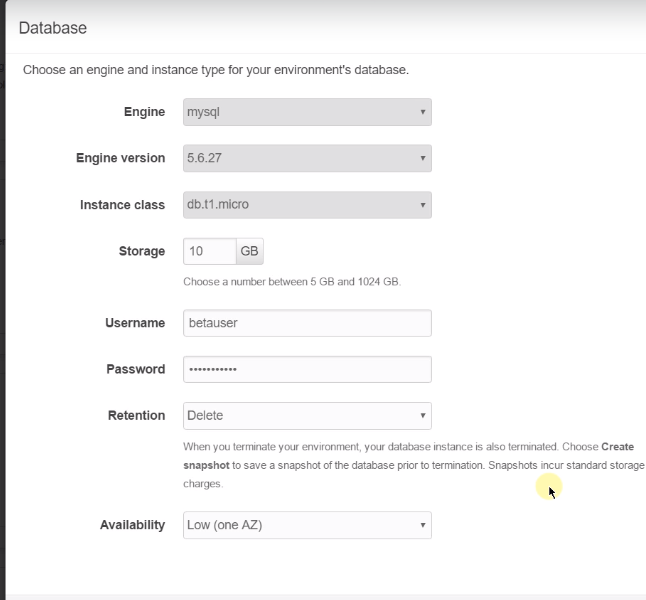 Database
Choose an engine and instance type for your environment's database.
Engine mysql
Engine version 5.6.27
Instance class db.t1.micro
Storage 10 GB
Choose a number between 5 GB and 1024 GB.
Username betauser
Password •••••••••••
Retention Delete
When you terminate your environment, your database instance is also terminated. Choose Create
snapshot to save a snapshot of the database prior to termination. Snapshots incur standard storage
charges.
Availability Low (one AZ)